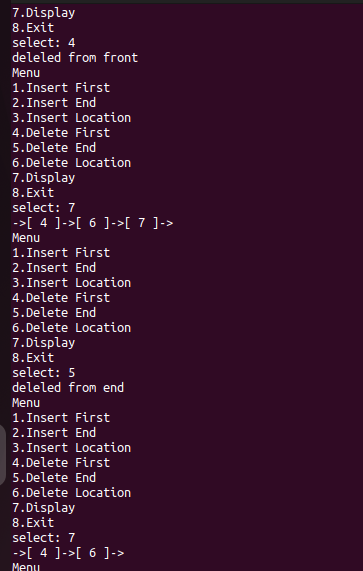 7.Display
8.Exit
select: 4
deleled from front
Menu
1.Insert First
2.Insert End
3.Insert Location
4.Delete First
5.Delete End
6.Delete Location
7.Display
8.Exit
select: 7
->[ 4 ]->[ 6 ]->[ 7 ]->
Menu
1.Insert First
2.Insert End
3.Insert Location
4.Delete First
5.Delete End
6.Delete Location
7.Display
8.Exit
select: 5
deleled from end
Menu
1.Insert First
2.Insert End
3.Insert Location
4.Delete First
5.Delete End
6.Delete Location
7.Display
8.Exit
select: 7
->[ 4 ]->[ 6 ]->
Menu